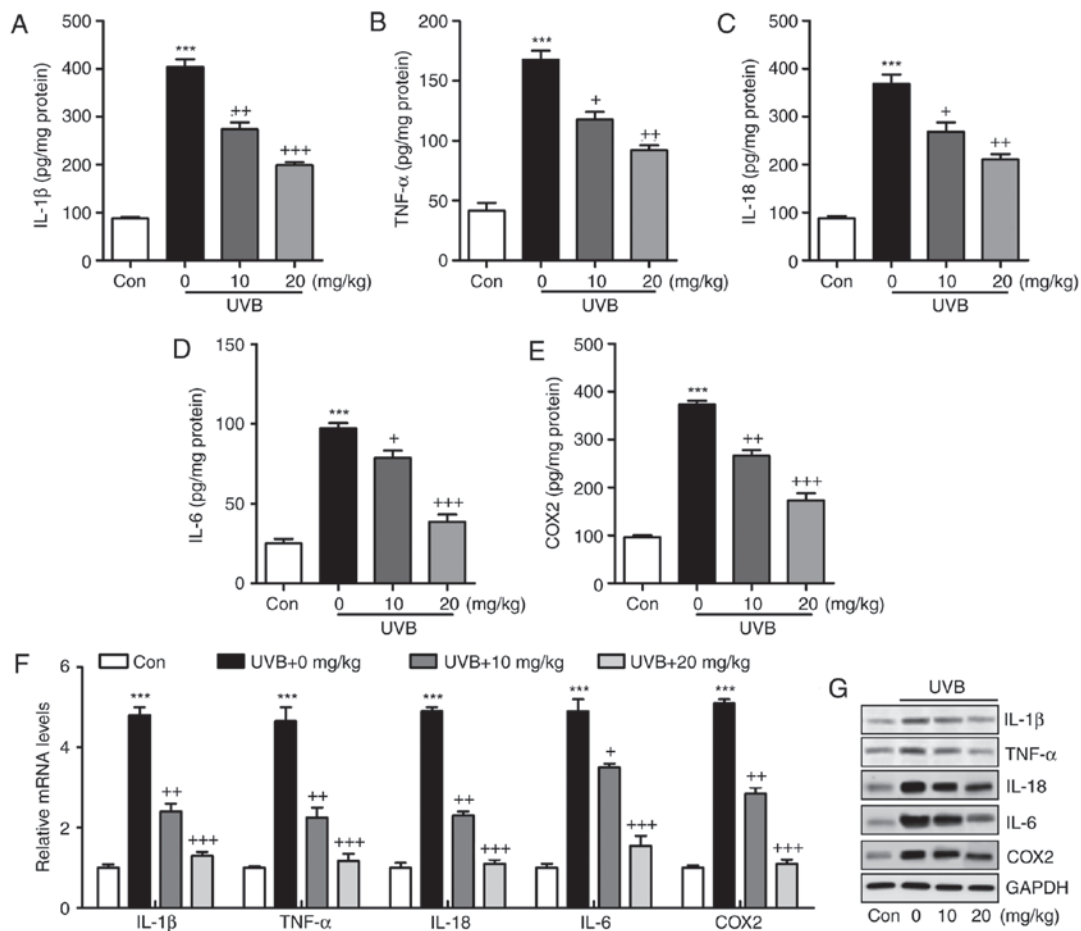 A
IL-1β (pg/mg protein)
500
400
300
200
100
0
***
++
+++
Con 0 10 20 (mg/kg)
UVB
B
TNF-α (pg/mg protein)
200
150
100
50
0
***
+
++
Con 0 10 20 (mg/kg)
UVB
C
IL-18 (pg/mg protein)
500
400
300
200
100
0
***
+
++
Con 0 10 20 (mg/kg)
UVB
D
IL-6 (pg/mg protein)
150
100
50
0
***
+
+++
Con 0 10 20 (mg/kg)
UVB
E
COX2 (pg/mg protein)
500
400
300
200
100
0
***
++
+++
Con 0 10 20 (mg/kg)
UVB
F
Con UVB+0 mg/kg UVB+10 mg/kg UVB+20 mg/kg
Relative mRNA levels
6
4
2
0
*** ++ +++ *** ++ +++ *** ++ +++ *** + +++ *** ++ +++
IL-1β TNF-α IL-18 IL-6 COX2
G
UVB
IL-1β
TNF-α
IL-18
IL-6
COX2
GAPDH
Con 0 10 20 (mg/kg)